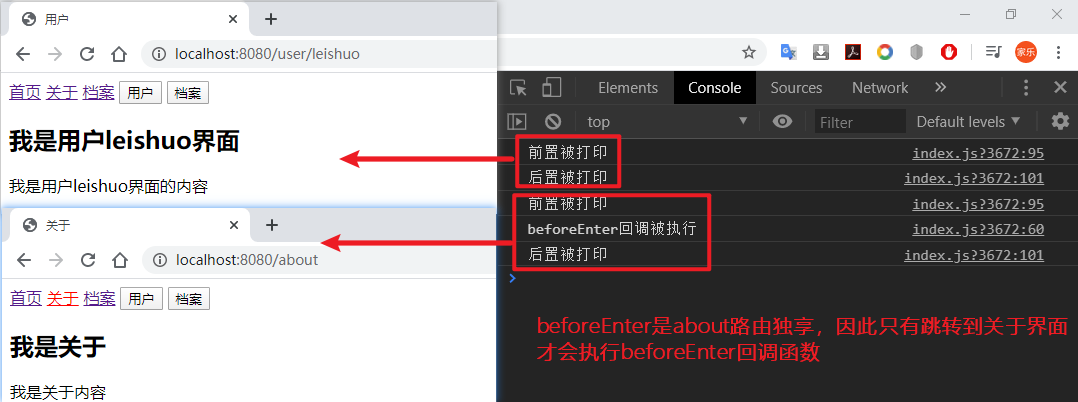 用户
localhost:8080/user/leishuo
首页 关于 档案 用户 档案
我是用户leishuo界面
我是用户leishuo界面的内容
关于
localhost:8080/about
首页 关于 档案 用户 档案
我是关于
我是关于内容
家乐
Elements Console Sources Network
top Filter Default levels
前置被打印 index.js?3672:95
后置被打印 index.js?3672:101
前置被打印 index.js?3672:95
beforeEnter回调被执行 index.js?3672:60
后置被打印 index.js?3672:101
beforeEnter是about路由独享，因此只有跳转到关于界面
才会执行beforeEnter回调函数